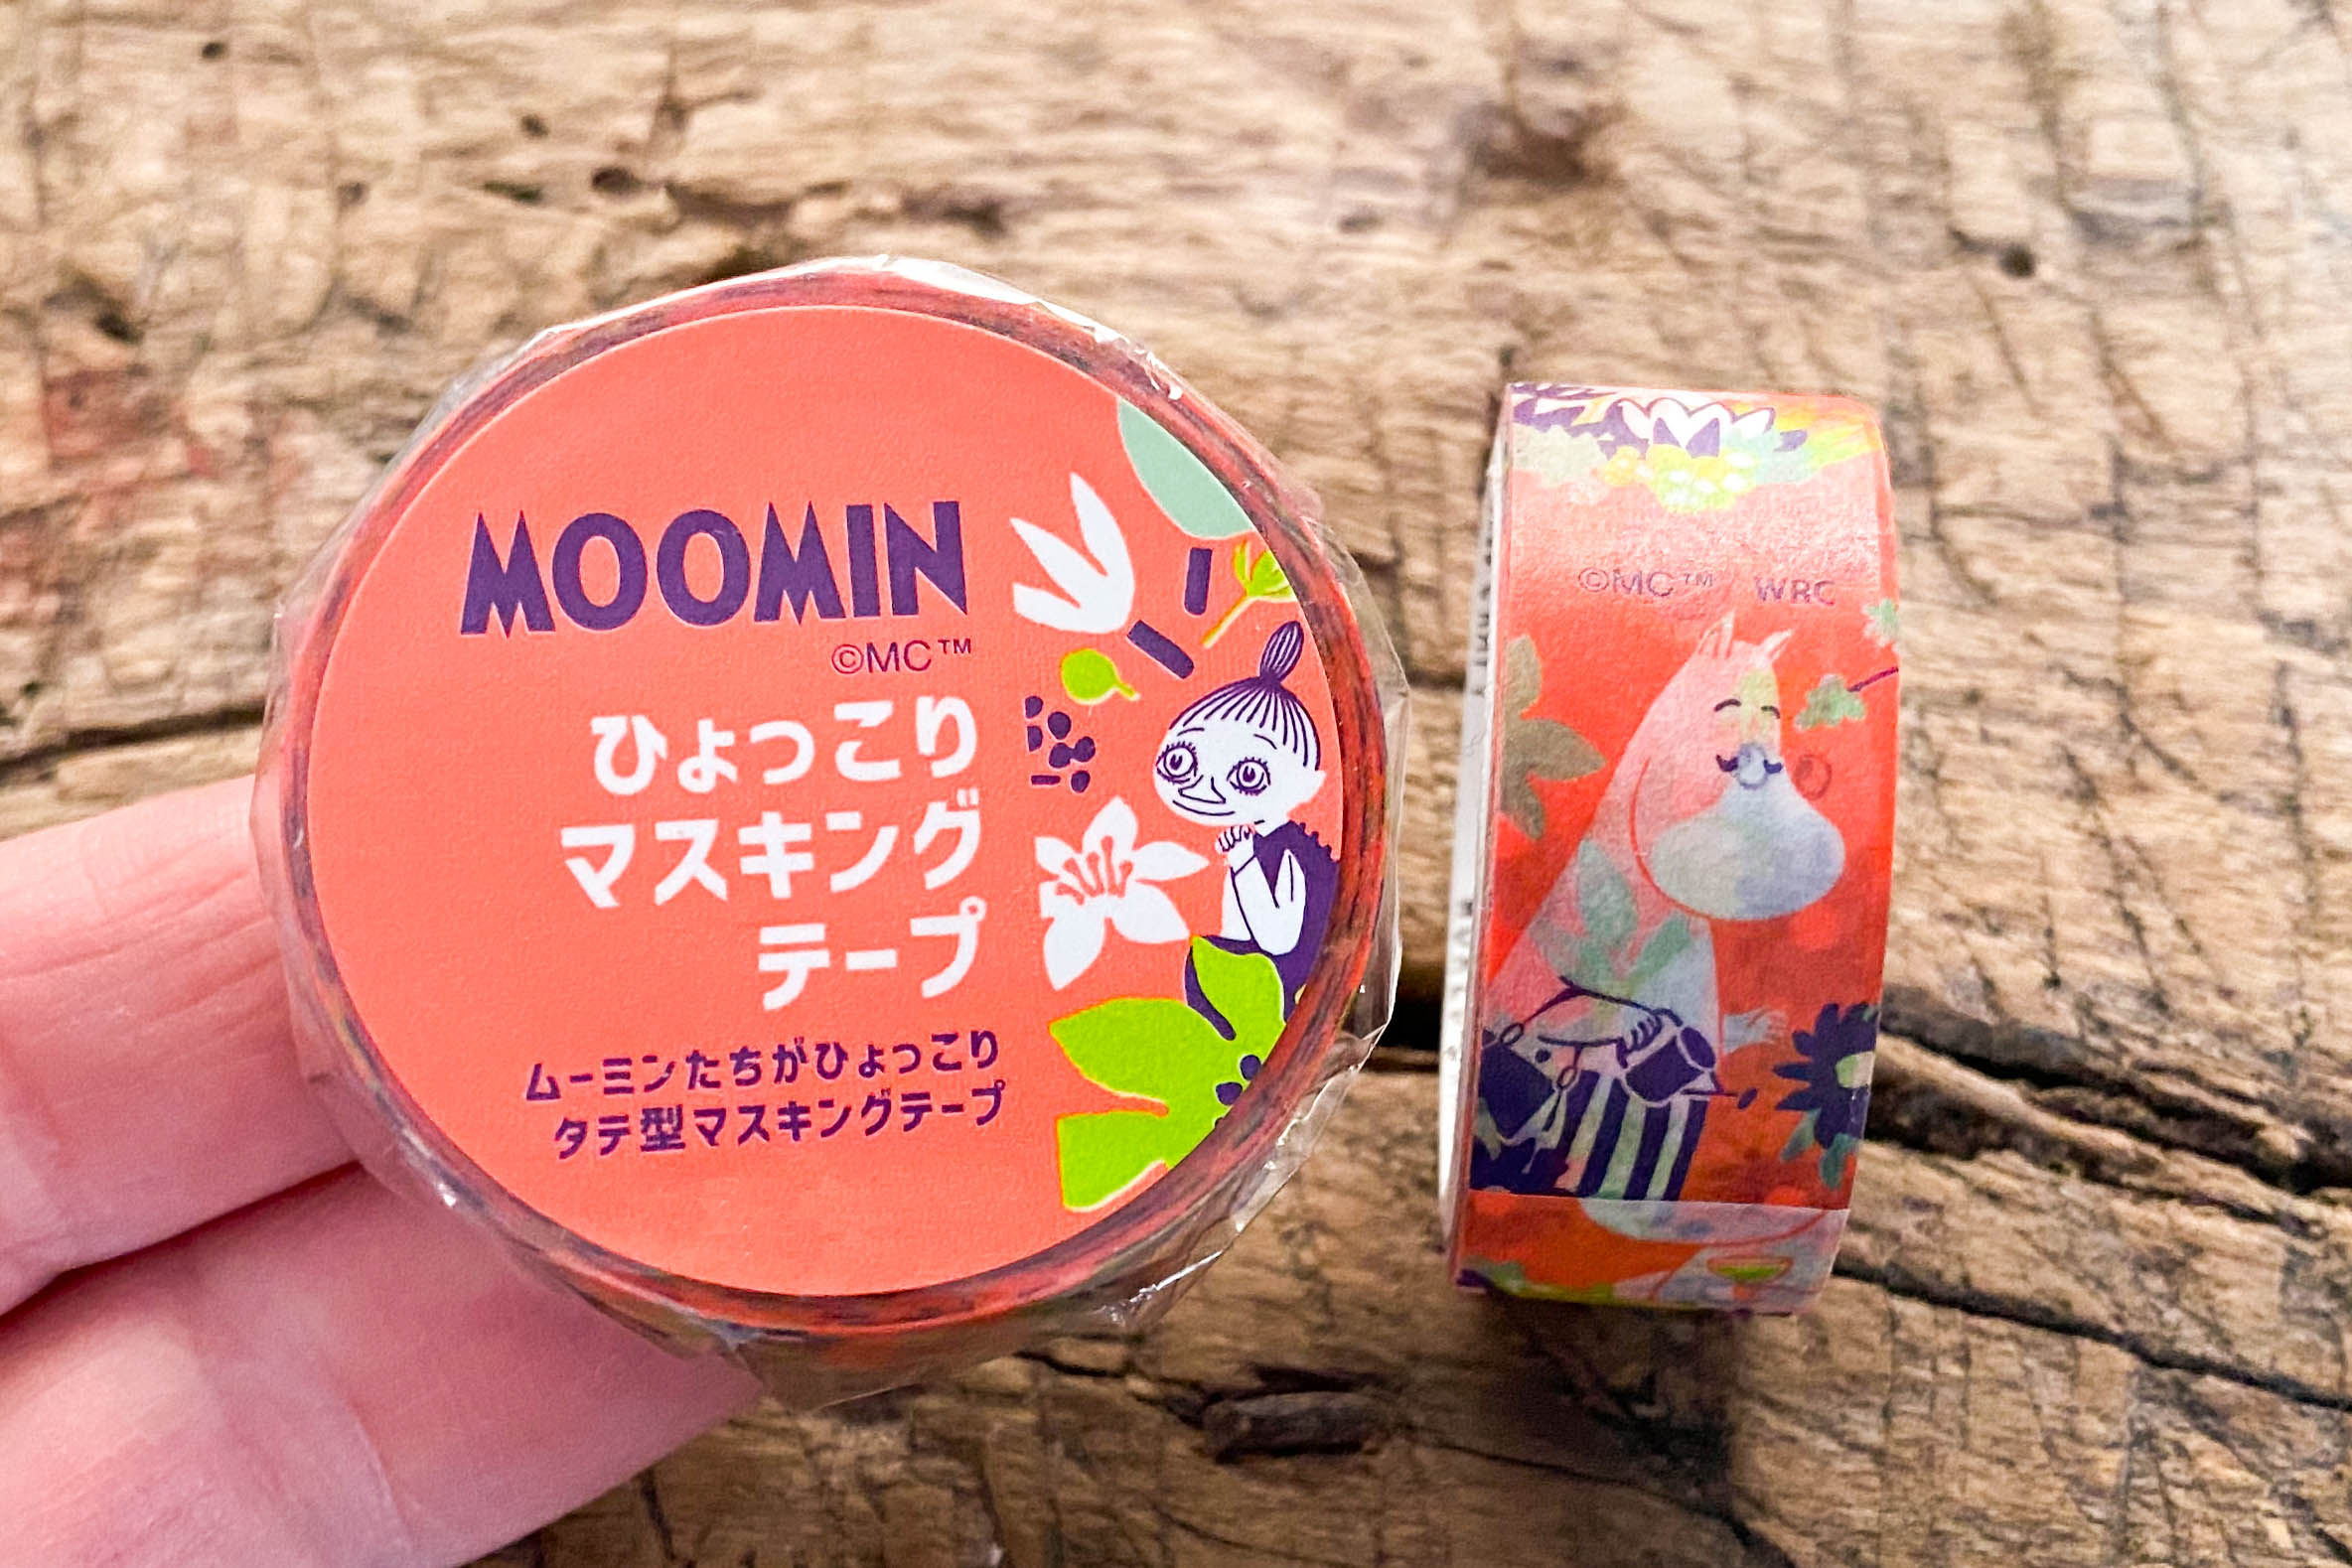 MOOMIN
©MC™
ひょっこり
マスキング
テープ
ムーミンたちがひょっこり
タテ型マスキングテープ
©MC™ WRC